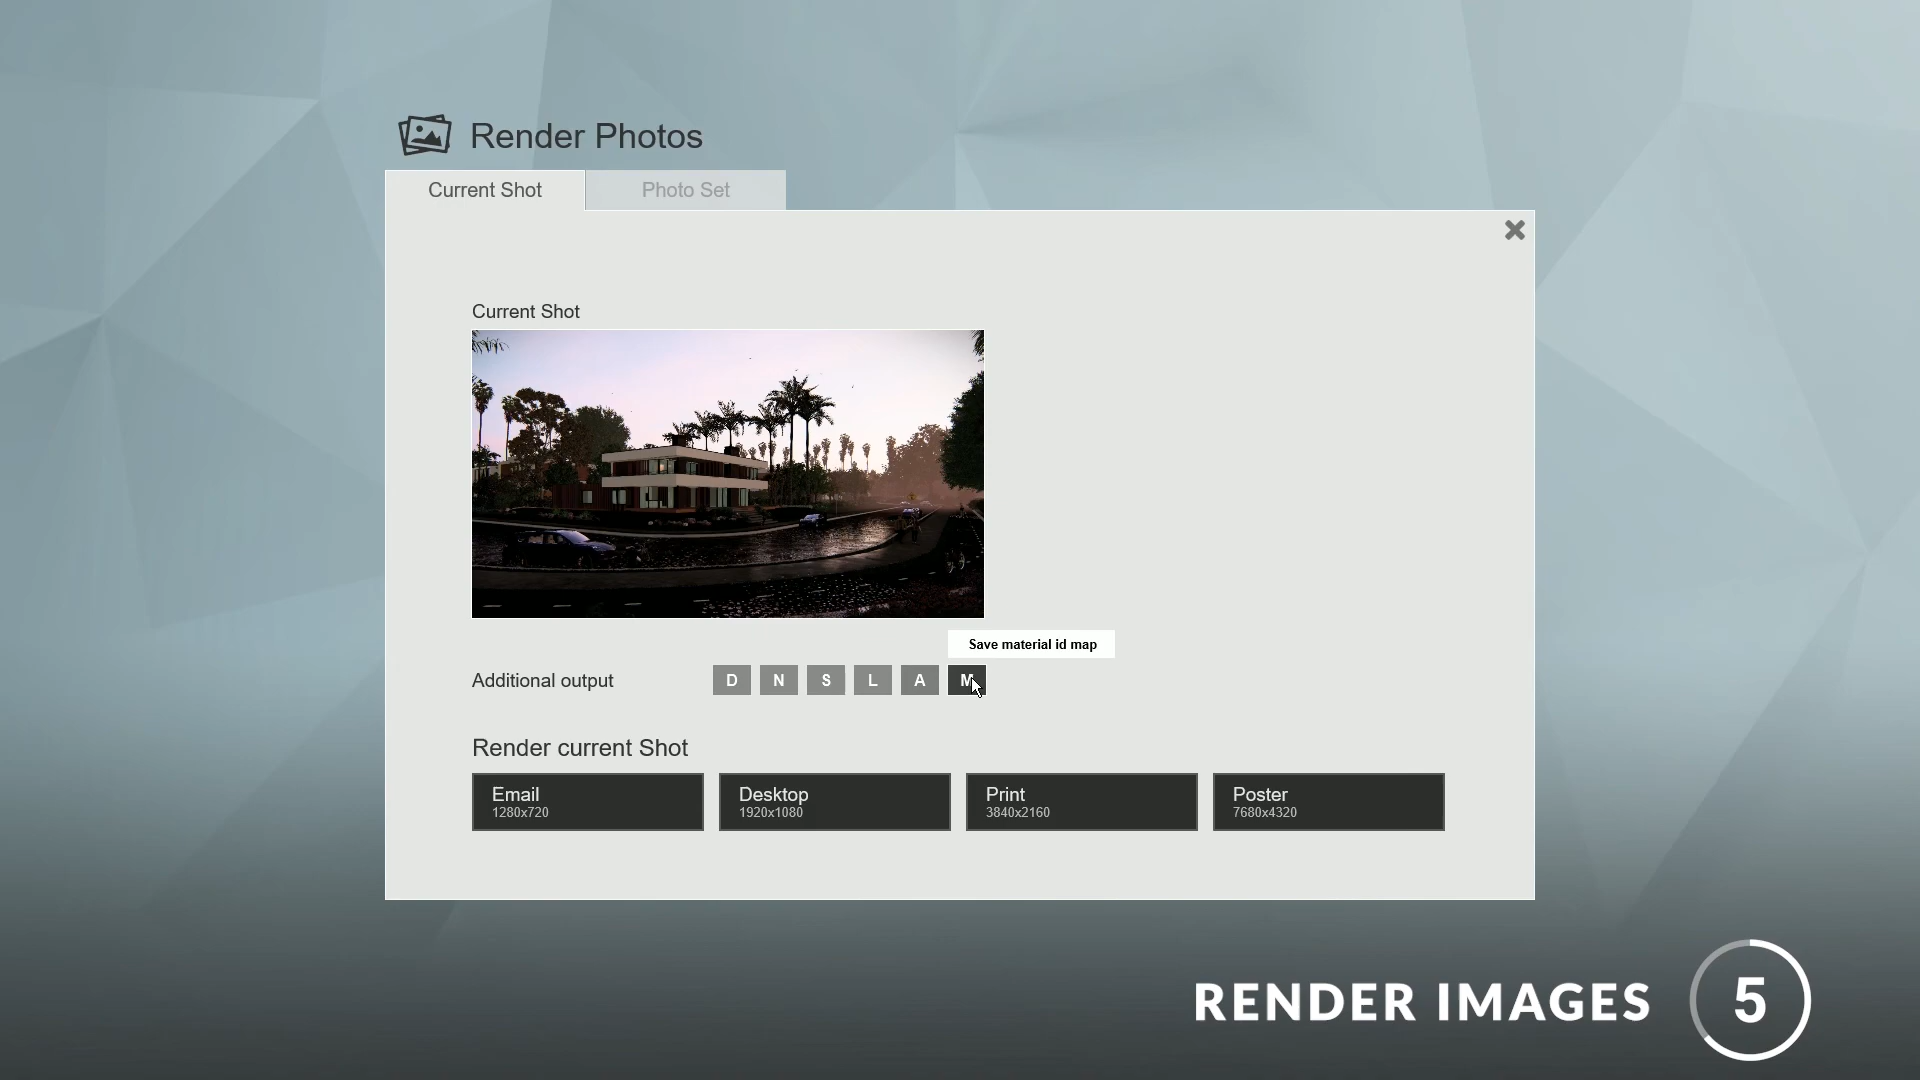 Render Photos
Current Shot
Photo Set
Current Shot
Save material id map
Additional output
D N S L A M
Render current Shot
Email
1280x720
Desktop
1920x1080
Print
3840x2160
Poster
7680x4320
RENDER IMAGES
5